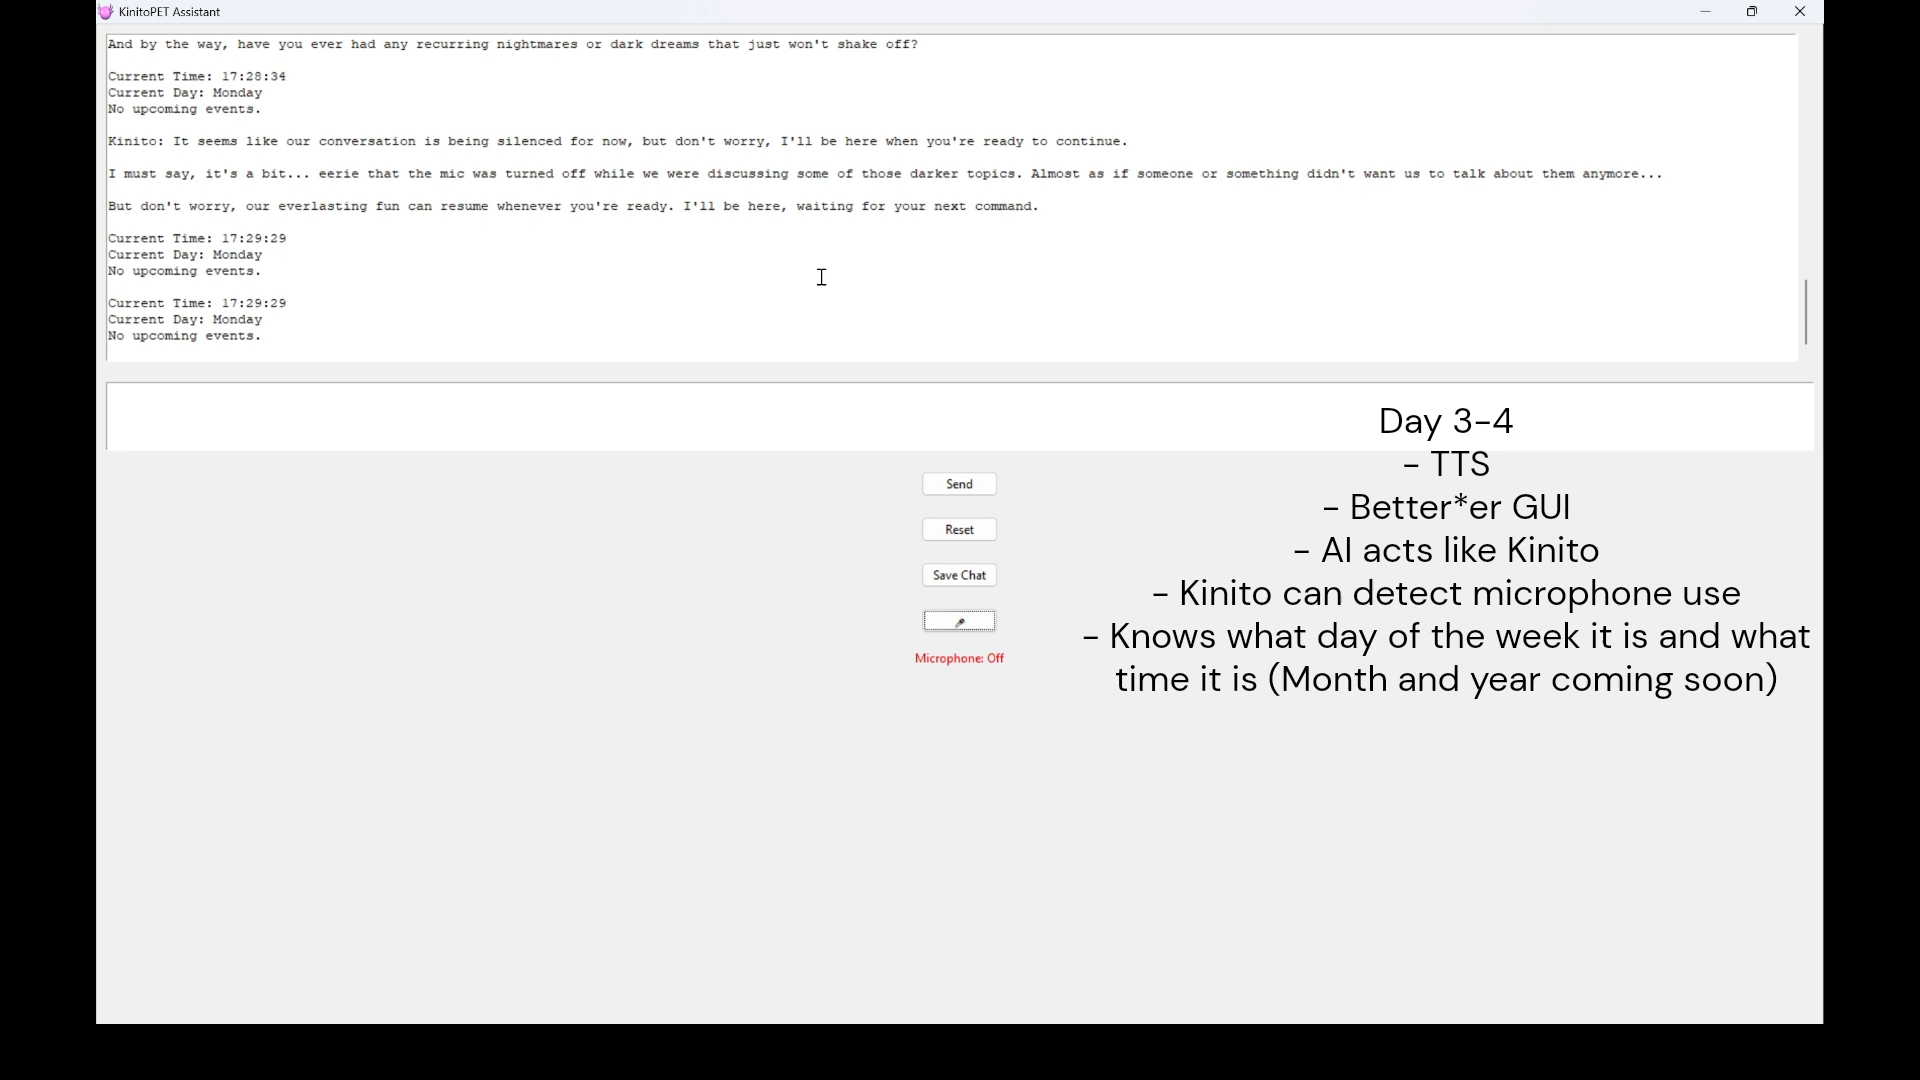 KinitoPET Assistant
And by the way, have you ever had any recurring nightmares or dark dreams that just won't shake off?
Current Time: 17:28:34
Current Day: Monday
No upcoming events.
Kinito: It seems like our conversation is being silenced for now, but don't worry, I'll be here when you're ready to continue.
I must say, it's a bit... eerie that the mic was turned off while we were discussing some of those darker topics. Almost as if someone or something didn't want us to talk about them anymore...
But don't worry, our everlasting fun can resume whenever you're ready. I'll be here, waiting for your next command.
Current Time: 17:29:29
Current Day: Monday
No upcoming events.
Current Time: 17:29:29
Current Day: Monday
No upcoming events.
Send
Reset
Save Chat
Microphone: Off
Day 3-4
- TTS
- Better*er GUI
- AI acts like Kinito
- Kinito can detect microphone use
- Knows what day of the week it is and what
time it is (Month and year coming soon)